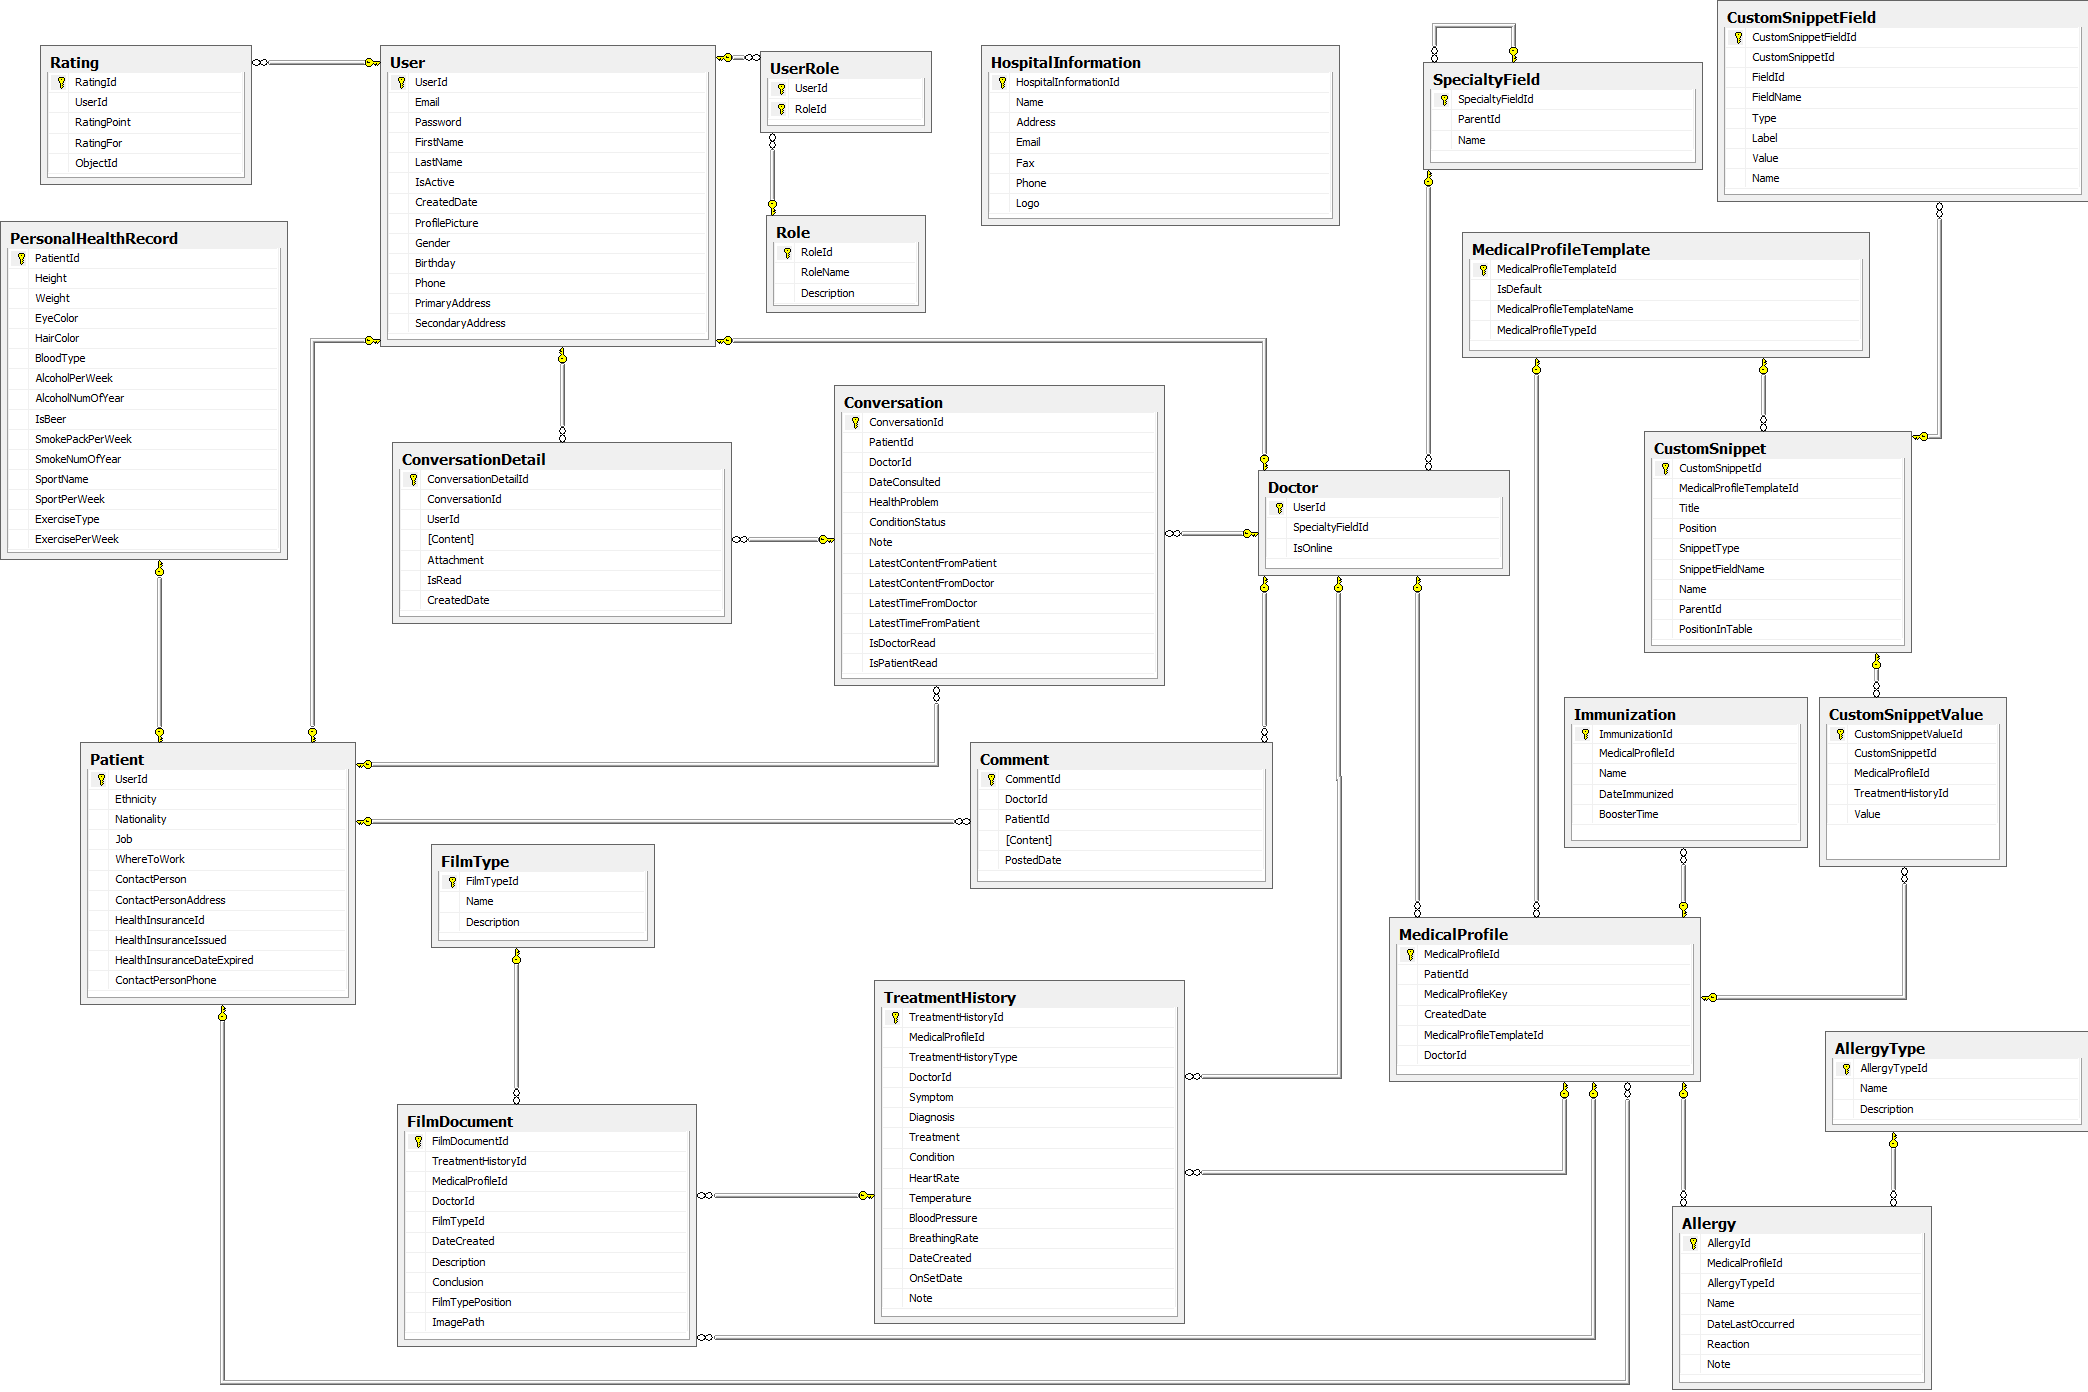 Rating
RatingId
UserId
RatingPoint
RatingFor
ObjectId
User
UserId
Email
Password
FirstName
LastName
IsActive
CreatedDate
ProfilePicture
Gender
Birthday
Phone
PrimaryAddress
SecondaryAddress
UserRole
UserId
RoleId
Role
RoleId
RoleName
Description
HospitalInformation
HospitalInformationId
Name
Address
Email
Fax
Phone
Logo
SpecialtyField
SpecialtyFieldId
ParentId
Name
CustomSnippetField
CustomSnippetFieldId
CustomSnippetId
FieldId
FieldName
Type
Label
Value
Name
PersonalHealthRecord
PatientId
Height
Weight
EyeColor
HairColor
BloodType
AlcoholPerWeek
AlcoholNumOfYear
IsBeer
SmokePackPerWeek
SmokeNumOfYear
SportName
SportPerWeek
ExerciseType
ExercisePerWeek
MedicalProfileTemplate
MedicalProfileTemplateId
IsDefault
MedicalProfileTemplateName
MedicalProfileTypeId
ConversationDetail
ConversationDetailId
ConversationId
UserId
[Content]
Attachment
IsRead
CreatedDate
Conversation
ConversationId
PatientId
DoctorId
DateConsulted
HealthProblem
ConditionStatus
Note
LatestContentFromPatient
LatestContentFromDoctor
LatestTimeFromDoctor
LatestTimeFromPatient
IsDoctorRead
IsPatientRead
Doctor
UserId
SpecialtyFieldId
IsOnline
CustomSnippet
CustomSnippetId
MedicalProfileTemplateId
Title
Position
SnippetType
SnippetFieldName
Name
ParentId
PositionInTable
Immunization
ImmunizationId
MedicalProfileId
Name
DateImmunized
BoosterTime
CustomSnippetValue
CustomSnippetValueId
CustomSnippetId
MedicalProfileId
TreatmentHistoryId
Value
Patient
UserId
Ethnicity
Nationality
Job
WhereToWork
ContactPerson
ContactPersonAddress
HealthInsuranceId
HealthInsuranceIssued
HealthInsuranceDateExpired
ContactPersonPhone
Comment
CommentId
DoctorId
PatientId
[Content]
PostedDate
FilmType
FilmTypeId
Name
Description
MedicalProfile
MedicalProfileId
PatientId
MedicalProfileKey
CreatedDate
MedicalProfileTemplateId
DoctorId
TreatmentHistory
TreatmentHistoryId
MedicalProfileId
TreatmentHistoryType
DoctorId
Symptom
Diagnosis
Treatment
Condition
HeartRate
Temperature
BloodPressure
BreathingRate
DateCreated
OnSetDate
Note
AllergyType
AllergyTypeId
Name
Description
FilmDocument
FilmDocumentId
TreatmentHistoryId
MedicalProfileId
DoctorId
FilmTypeId
DateCreated
Description
Conclusion
FilmTypePosition
ImagePath
Allergy
AllergyId
MedicalProfileId
AllergyTypeId
Name
DateLastOccurred
Reaction
Note